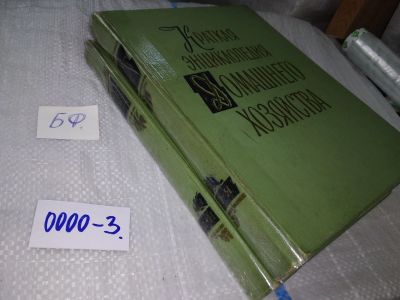 КРАТКАЯ
ЭНЦИКЛОПЕДИЯ
ДОМАШНЕГО
ХОЗЯЙСТВА
БФ.
0000-3.